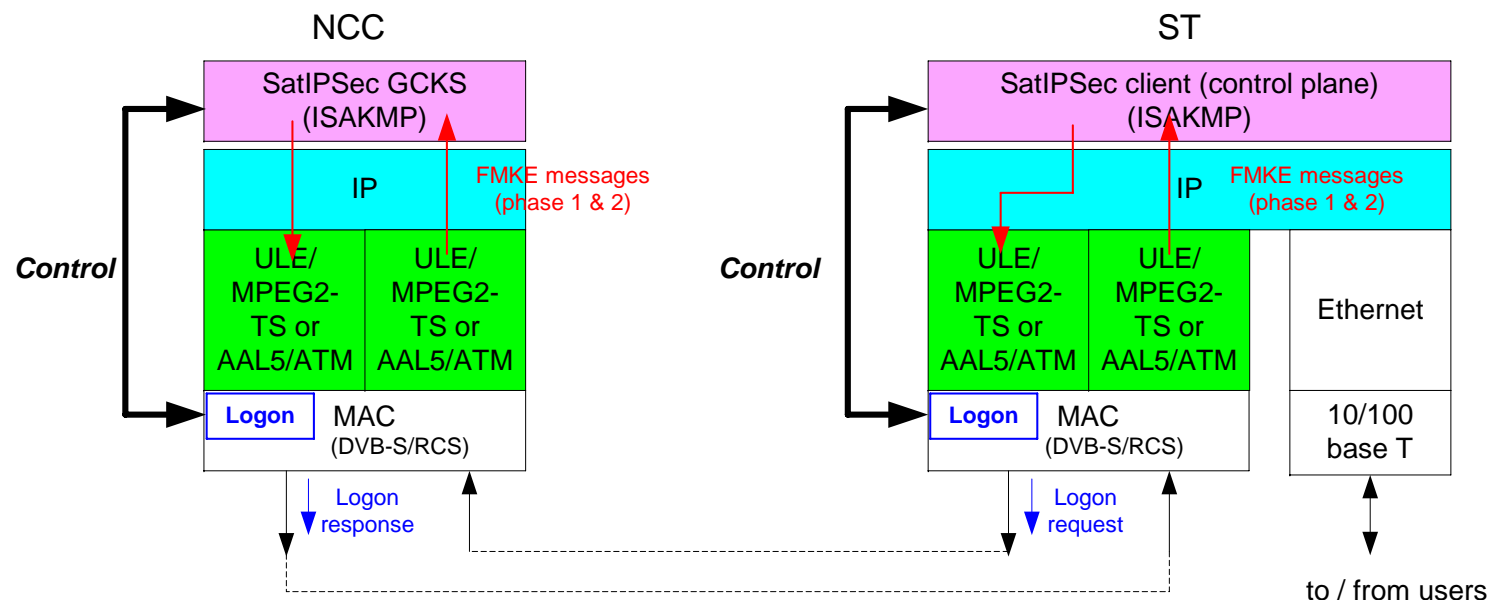 NCC
SatIPSec GCKS
(ISAKMP)
IP
FMKE messages
(phase 1 & 2)
Control
ULE/
MPEG2-
TS or
AAL5/ATM
ULE/
MPEG2-
TS or
AAL5/ATM
Logon
MAC
(DVB-S/RCS)
Logon
response
ST
SatIPSec client (control plane)
(ISAKMP)
IP
FMKE messages
(phase 1 & 2)
Control
ULE/
MPEG2-
TS or
AAL5/ATM
ULE/
MPEG2-
TS or
AAL5/ATM
Ethernet
Logon
MAC
(DVB-S/RCS)
10/100
base T
Logon
request
to / from users